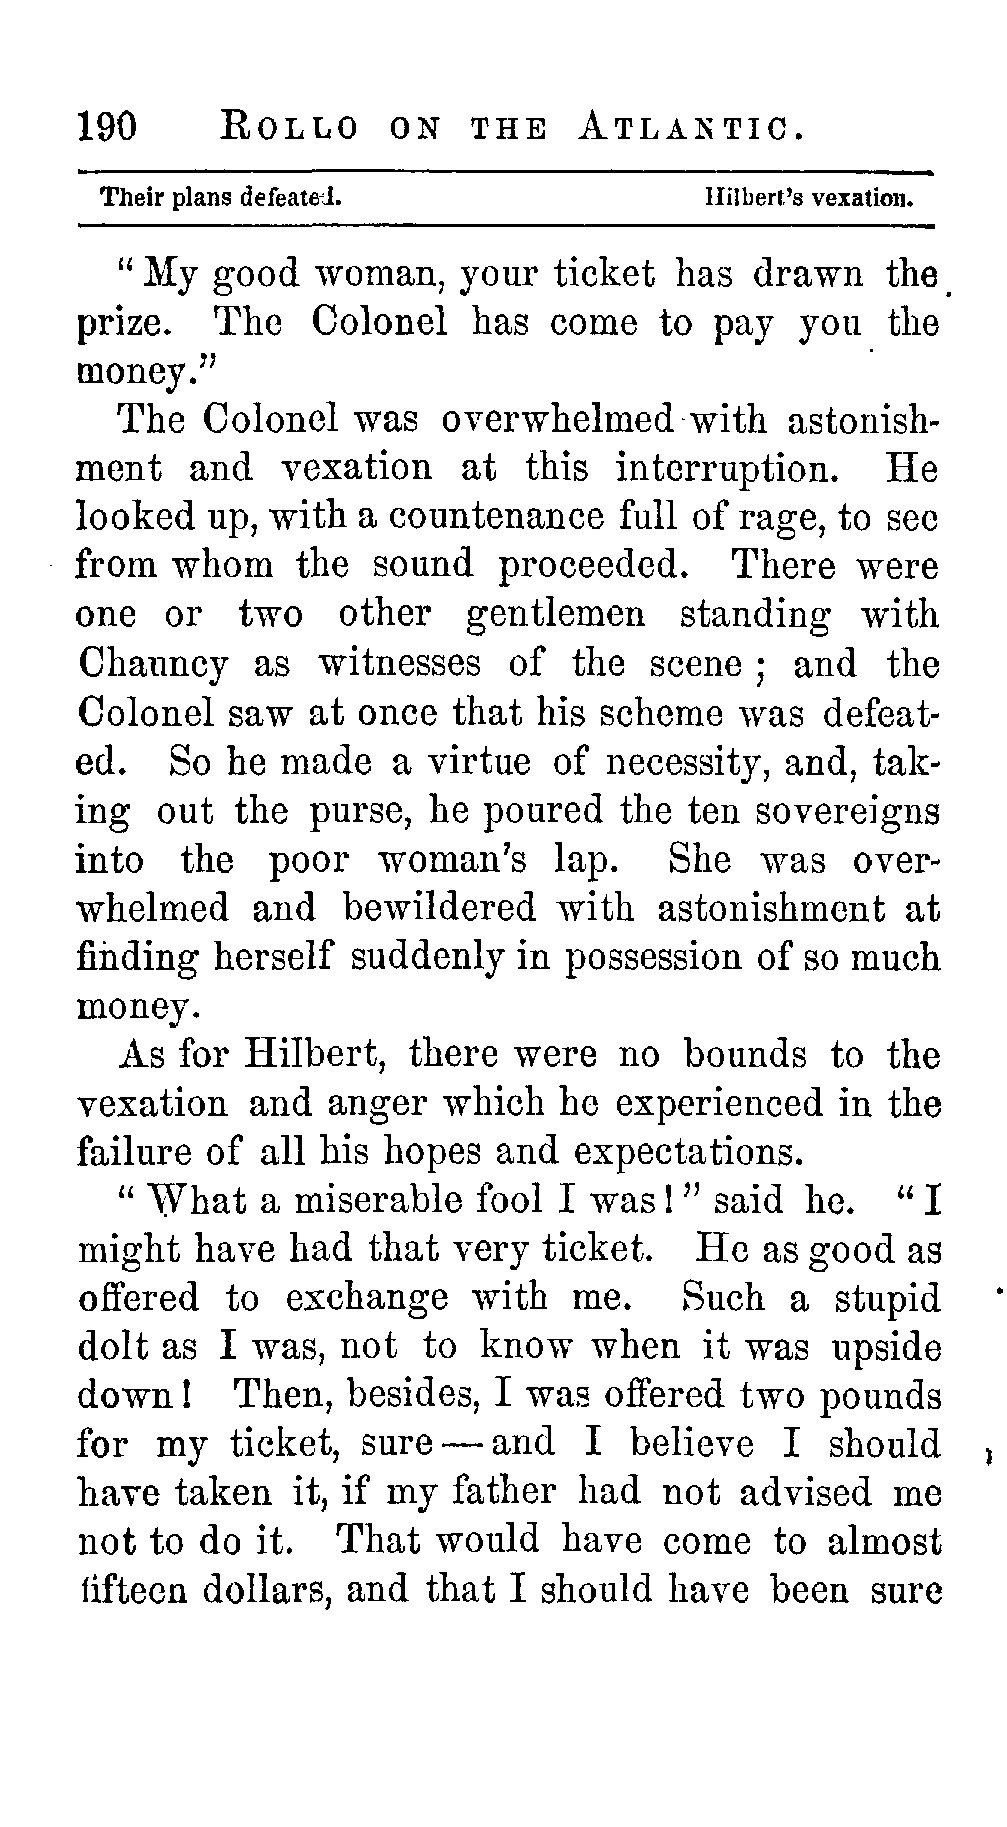 190 ROLLO ON THE ATLANTIC.
Their plans defeated. Hilbert's vexation.
"My good woman, your ticket has drawn the
prize. The Colonel has come to pay you the
money."
The Colonel was overwhelmed with astonish-
ment and vexation at this interruption. He
looked up, with a countenance full of rage, to see
from whom the sound proceeded. There were
one or two other gentlemen standing with
Chauncy as witnesses of the scene; and the
Colonel saw at once that his scheme was defeat-
ed. So he made a virtue of necessity, and, tak-
ing out the purse, he poured the ten sovereigns
into the poor woman's lap. She was over-
whelmed and bewildered with astonishment at
finding herself suddenly in possession of so much
money.
As for Hilbert, there were no bounds to the
vexation and anger which he experienced in the
failure of all his hopes and expectations.
"What a miserable fool I was!" said he. "I
might have had that very ticket. He as good as
offered to exchange with me. Such a stupid
dolt as I was, not to know when it was upside
down! Then, besides, I was offered two pounds
for my ticket, sure — and I believe I should
have taken it, if my father had not advised me
not to do it. That would have come to almost
fifteen dollars, and that I should have been sure